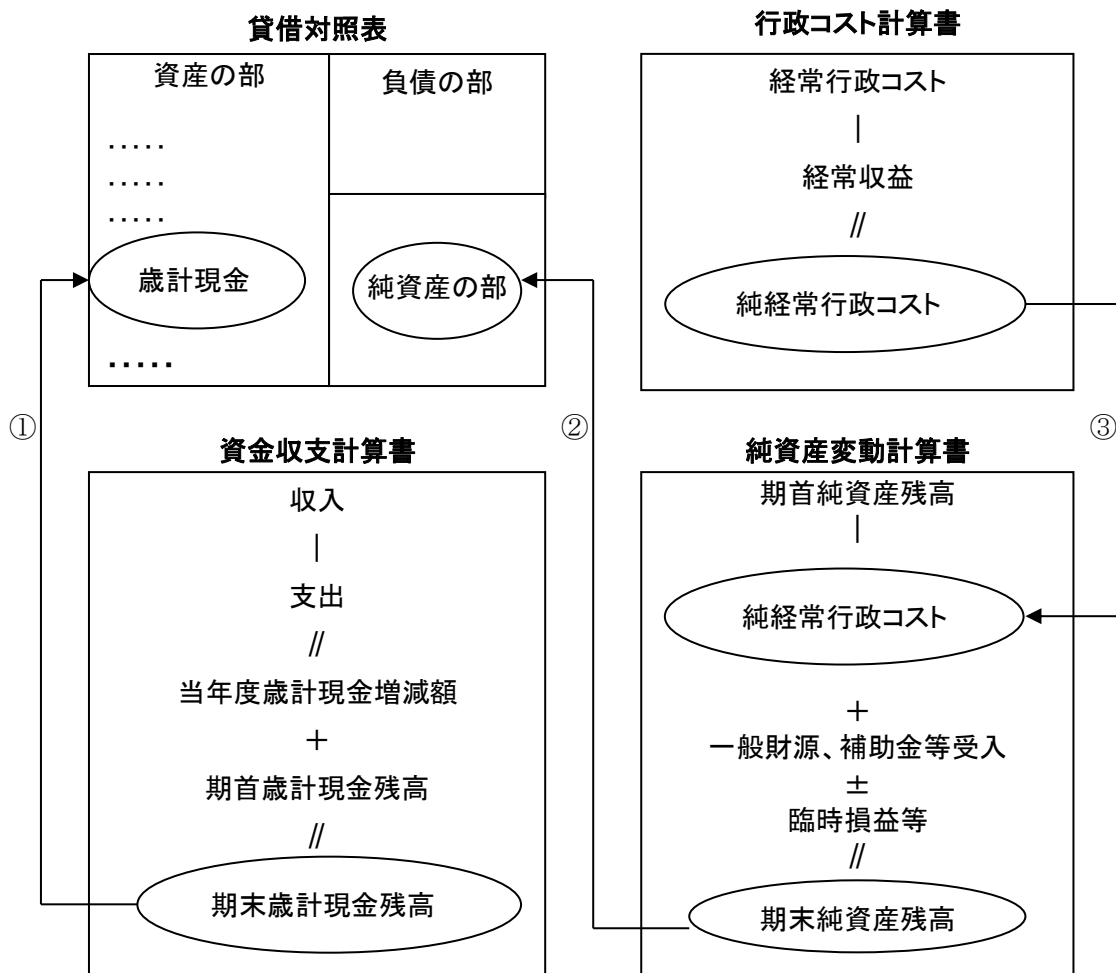 貸借対照表
資産の部
負債の部
・・・・・
・・・・・
・・・・・
歳計現金
純資産の部
・・・・・
行政コスト計算書
経常行政コスト
|
経常収益
//
純経常行政コスト
①
②
③
資金収支計算書
収入
|
支出
//
当年度歳計現金増減額
＋
期首歳計現金残高
//
期末歳計現金残高
純資産変動計算書
期首純資産残高
|
純経常行政コスト
＋
一般財源、補助金等受入
±
臨時損益等
//
期末純資産残高